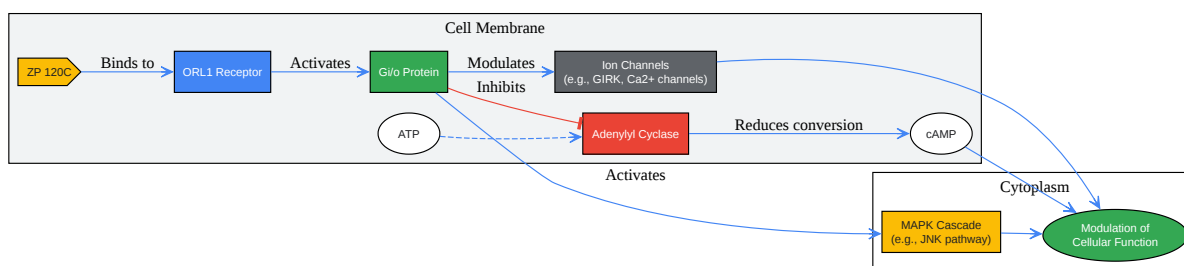 Cell Membrane
ZP 120C
Binds to
ORL1 Receptor
Activates
Gi/o Protein
Modulates
Ion Channels
(e.g., GIRK, Ca2+ channels)
Inhibits
ATP
Adenylyl Cyclase
Reduces conversion
cAMP
Activates
Cytoplasm
MAPK Cascade
(e.g., JNK pathway)
Modulation of
Cellular Function